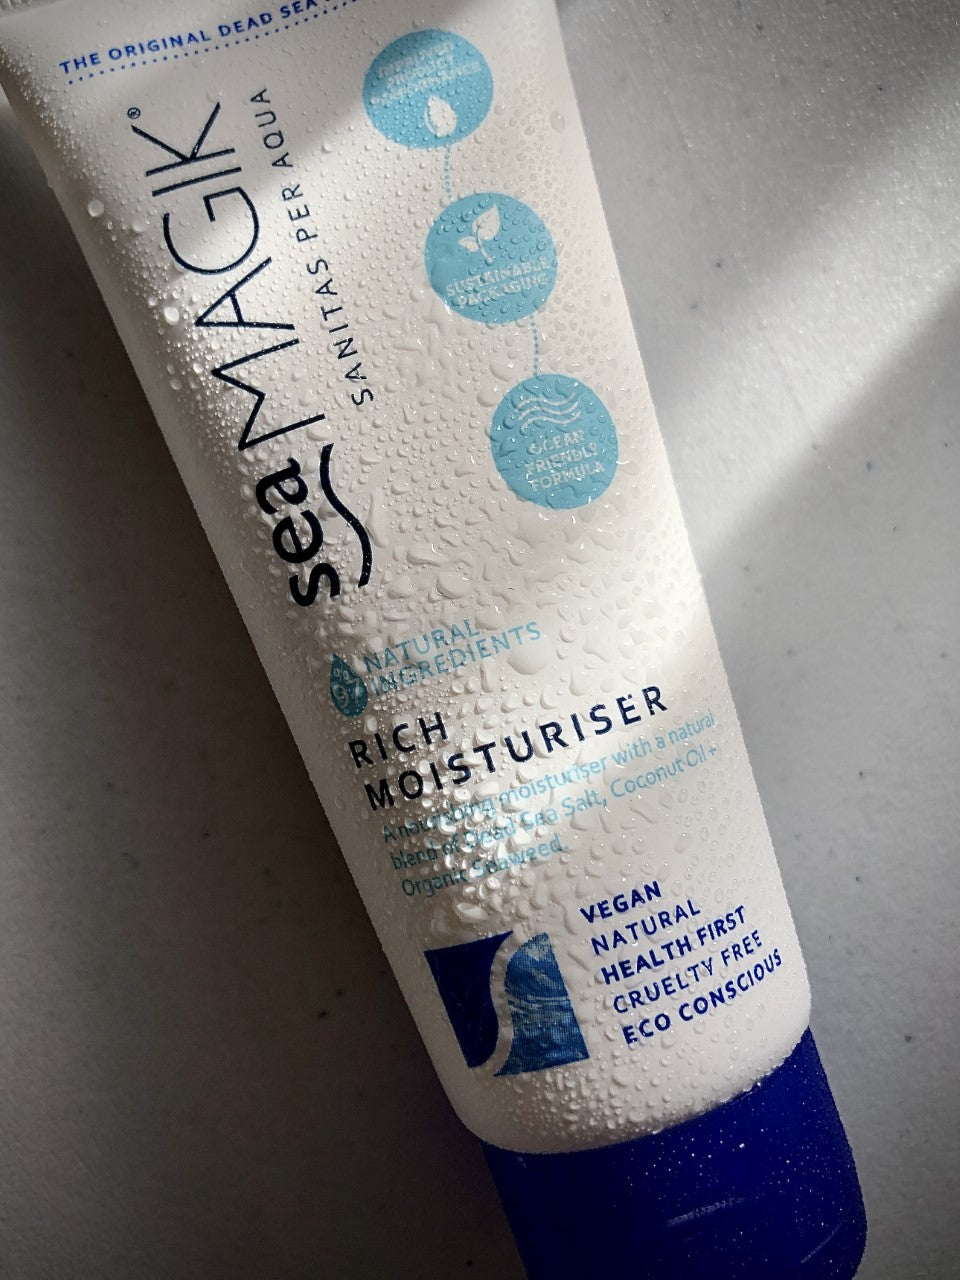 THE ORIGINAL DEAD SEA
sea MAGIK®
SANITAS PER AQUA
SUSTAINABLE
PACKAGING
OCEAN
FRIENDLY
FORMULA
NATURAL
INGREDIENTS
RICH
MOISTURISER
A nourishing moisturiser with a natural
blend of Dead Sea Salt, Coconut Oil +
Organic Seaweed
VEGAN
NATURAL
HEALTH FIRST
CRUELTY FREE
ECO CONSCIOUS